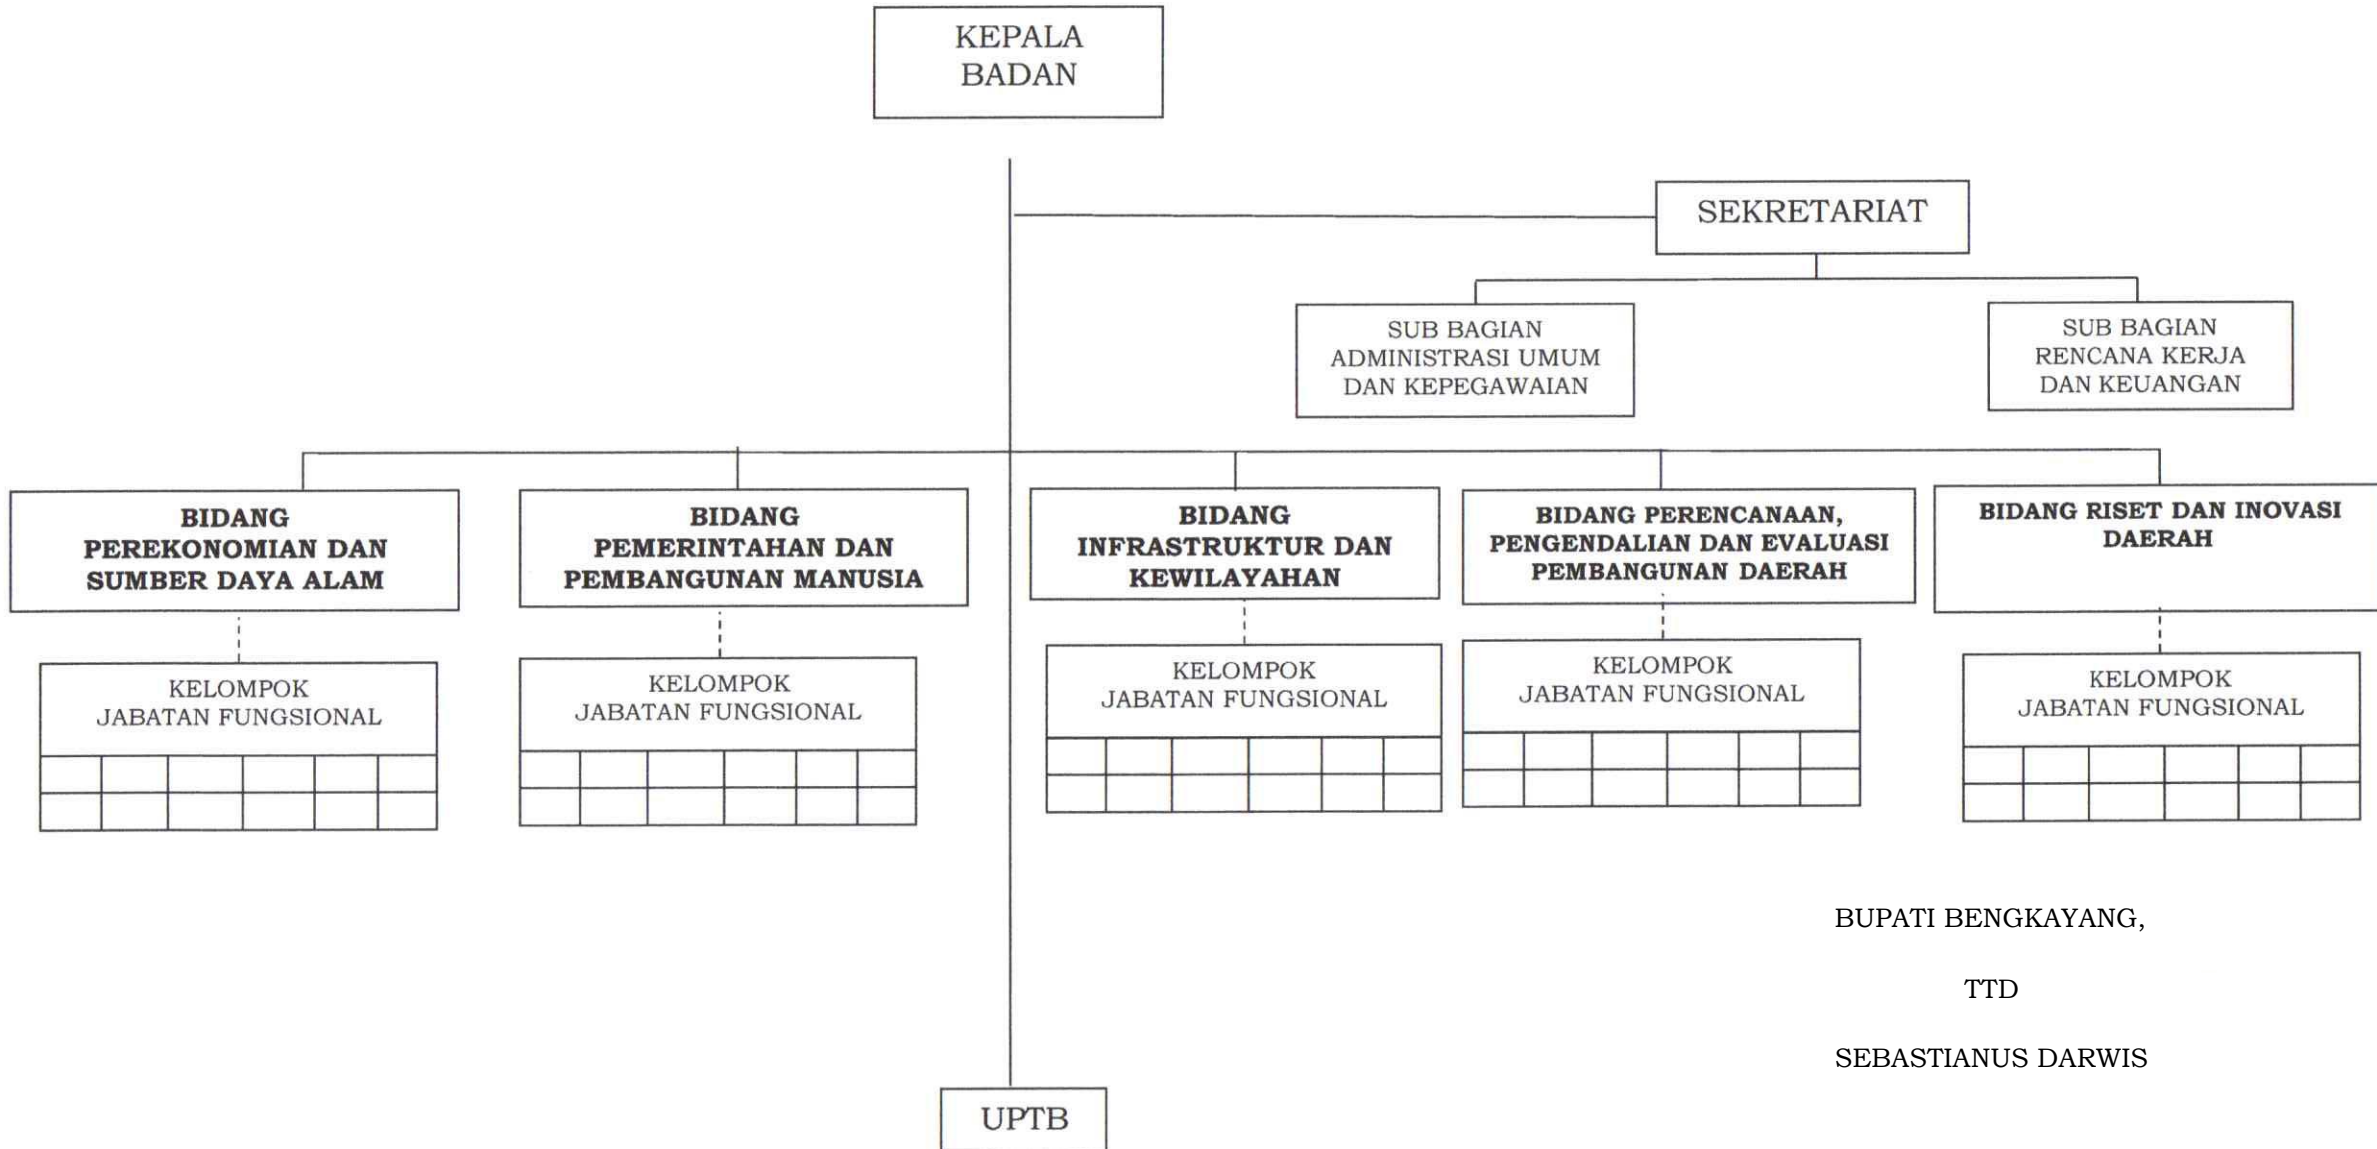 KEPALA
BADAN
SEKRETARIAT
SUB BAGIAN
ADMINISTRASI UMUM
DAN KEPEGAWAIAN
SUB BAGIAN
RENCANA KERJA
DAN KEUANGAN
BIDANG
PEREKONOMIAN DAN
SUMBER DAYA ALAM
BIDANG
PEMERINTAHAN DAN
PEMBANGUNAN MANUSIA
BIDANG
INFRASTRUKTUR DAN
KEWILAYAHAN
BIDANG PERENCANAAN,
PENGENDALIAN DAN EVALUASI
PEMBANGUNAN DAERAH
BIDANG RISET DAN INOVASI
DAERAH
KELOMPOK
JABATAN FUNGSIONAL
KELOMPOK
JABATAN FUNGSIONAL
KELOMPOK
JABATAN FUNGSIONAL
KELOMPOK
JABATAN FUNGSIONAL
KELOMPOK
JABATAN FUNGSIONAL
BUPATI BENGKAYANG,
TTD
SEBASTIANUS DARWIS
UPTB